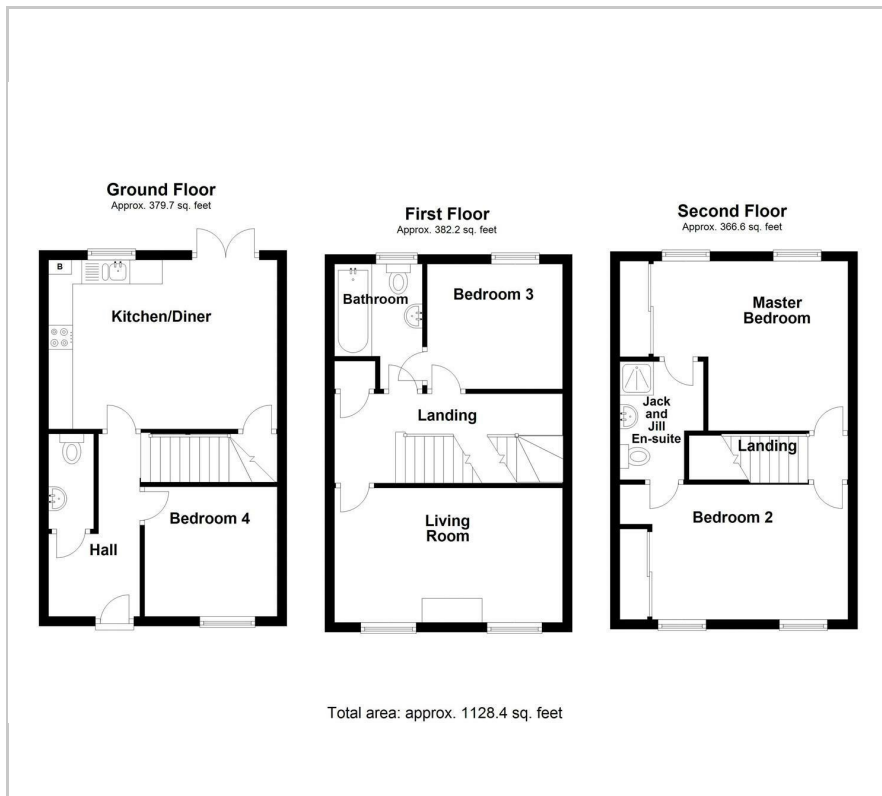 Ground Floor
Approx. 379.7 sq. feet
B
Kitchen/Diner
Bedroom 4
Hall
First Floor
Approx. 382.2 sq. feet
Bathroom
Bedroom 3
Landing
Living
Room
Second Floor
Approx. 366.6 sq. feet
Master
Bedroom
Jack
and
Jill
En-suite
Landing
Bedroom 2
Total area: approx. 1128.4 sq. feet